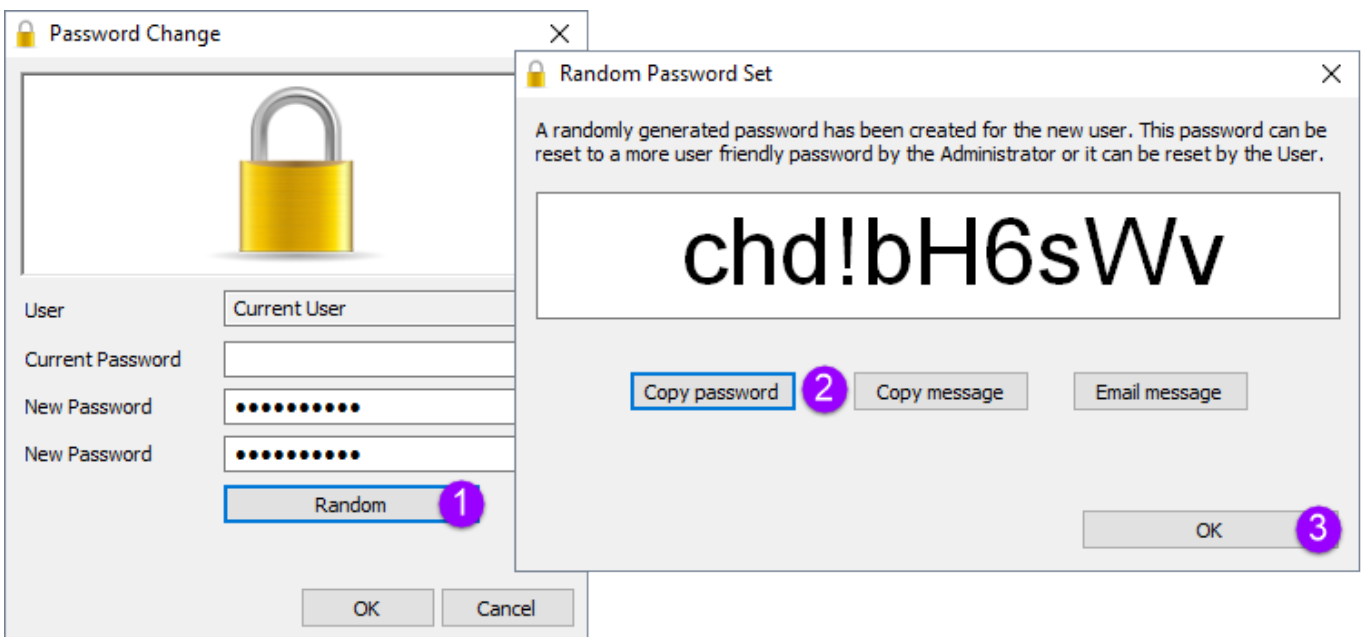 Password Change
User
Current User
Current Password
New Password
••••••••••
New Password
••••••••••
Random
1
OK
Cancel
Random Password Set
A randomly generated password has been created for the new user. This password can be
reset to a more user friendly password by the Administrator or it can be reset by the User.
chd!bH6sWv
Copy password
2
Copy message
Email message
OK
3